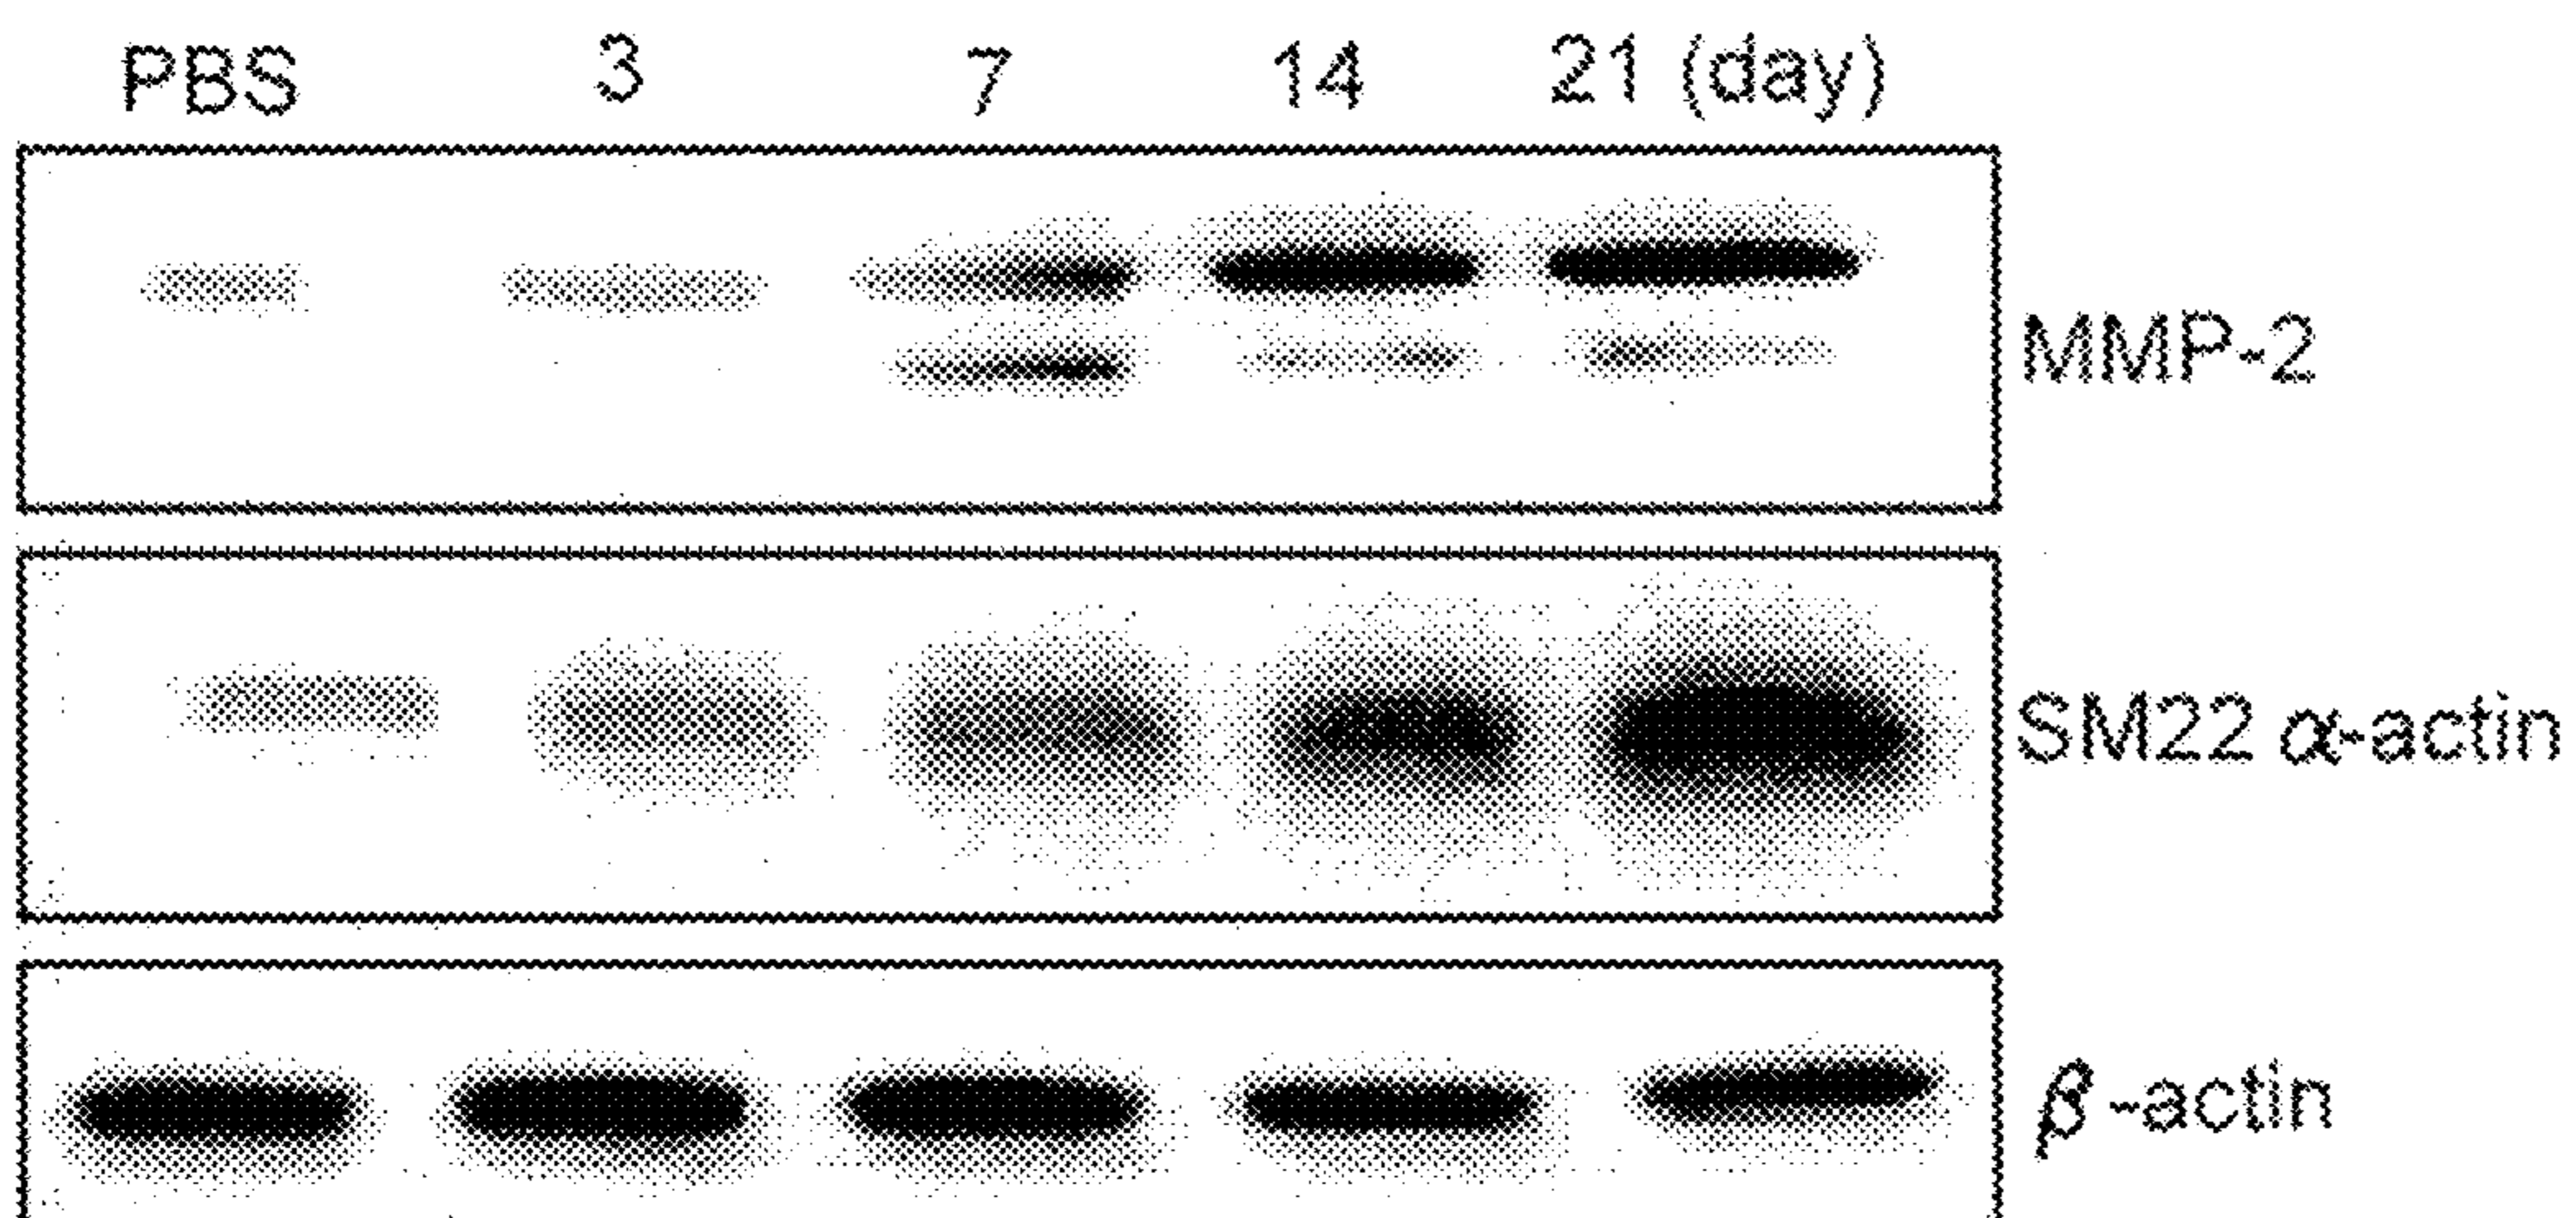 PBS 3 7 14 21 (day)
MMP-2
SM22 α-actin
β-actin